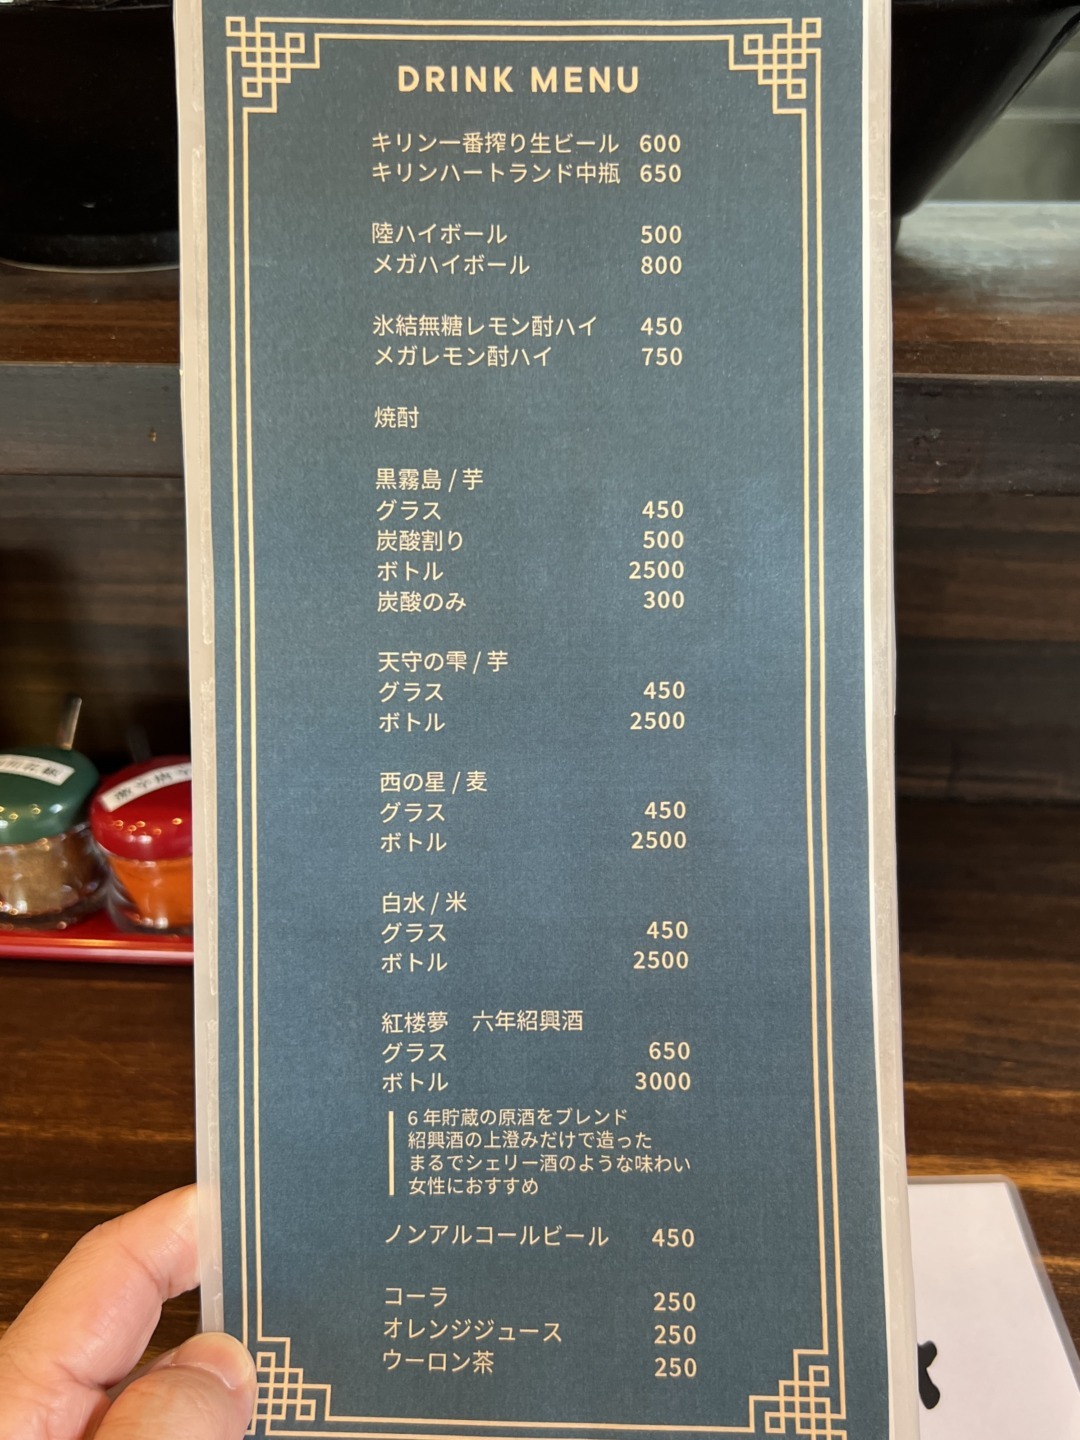 DRINK MENU
キリン一番搾り生ビール 600
キリンハートランド中瓶 650
陸ハイボール 500
メガハイボール 800
氷結無糖レモン酎ハイ 450
メガレモン酎ハイ 750
焼酎
黒霧島 / 芋
グラス 450
炭酸割り 500
ボトル 2500
炭酸のみ 300
天守の雫 / 芋
グラス 450
ボトル 2500
西の星 / 麦
グラス 450
ボトル 2500
白水 / 米
グラス 450
ボトル 2500
紅楼夢 六年紹興酒
グラス 650
ボトル 3000
6 年貯蔵の原酒をブレンド
紹興酒の上澄みだけで造った
まるでシェリー酒のような味わい
女性におすすめ
ノンアルコールビール 450
コーラ 250
オレンジジュース 250
ウーロン茶 250